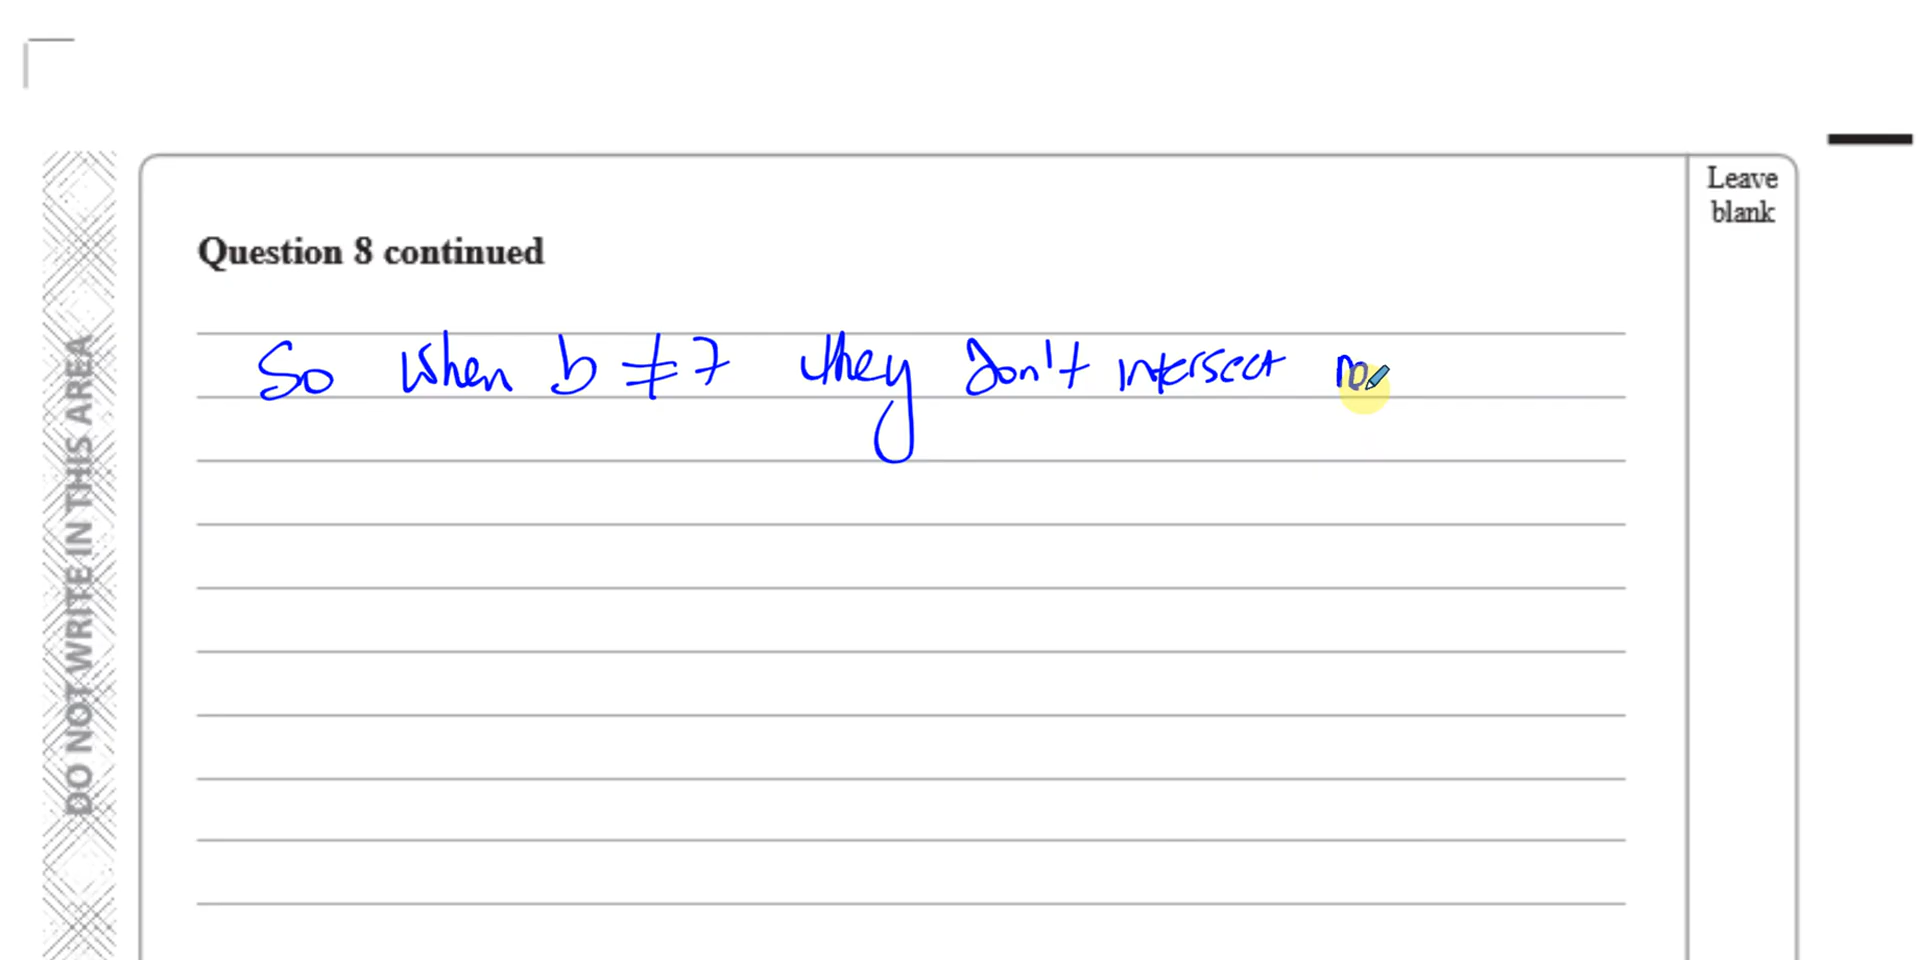 Leave
blank
Question 8 continued
So when b ≠ 7 they don't intersect
DO NOT WRITE IN THIS AREA